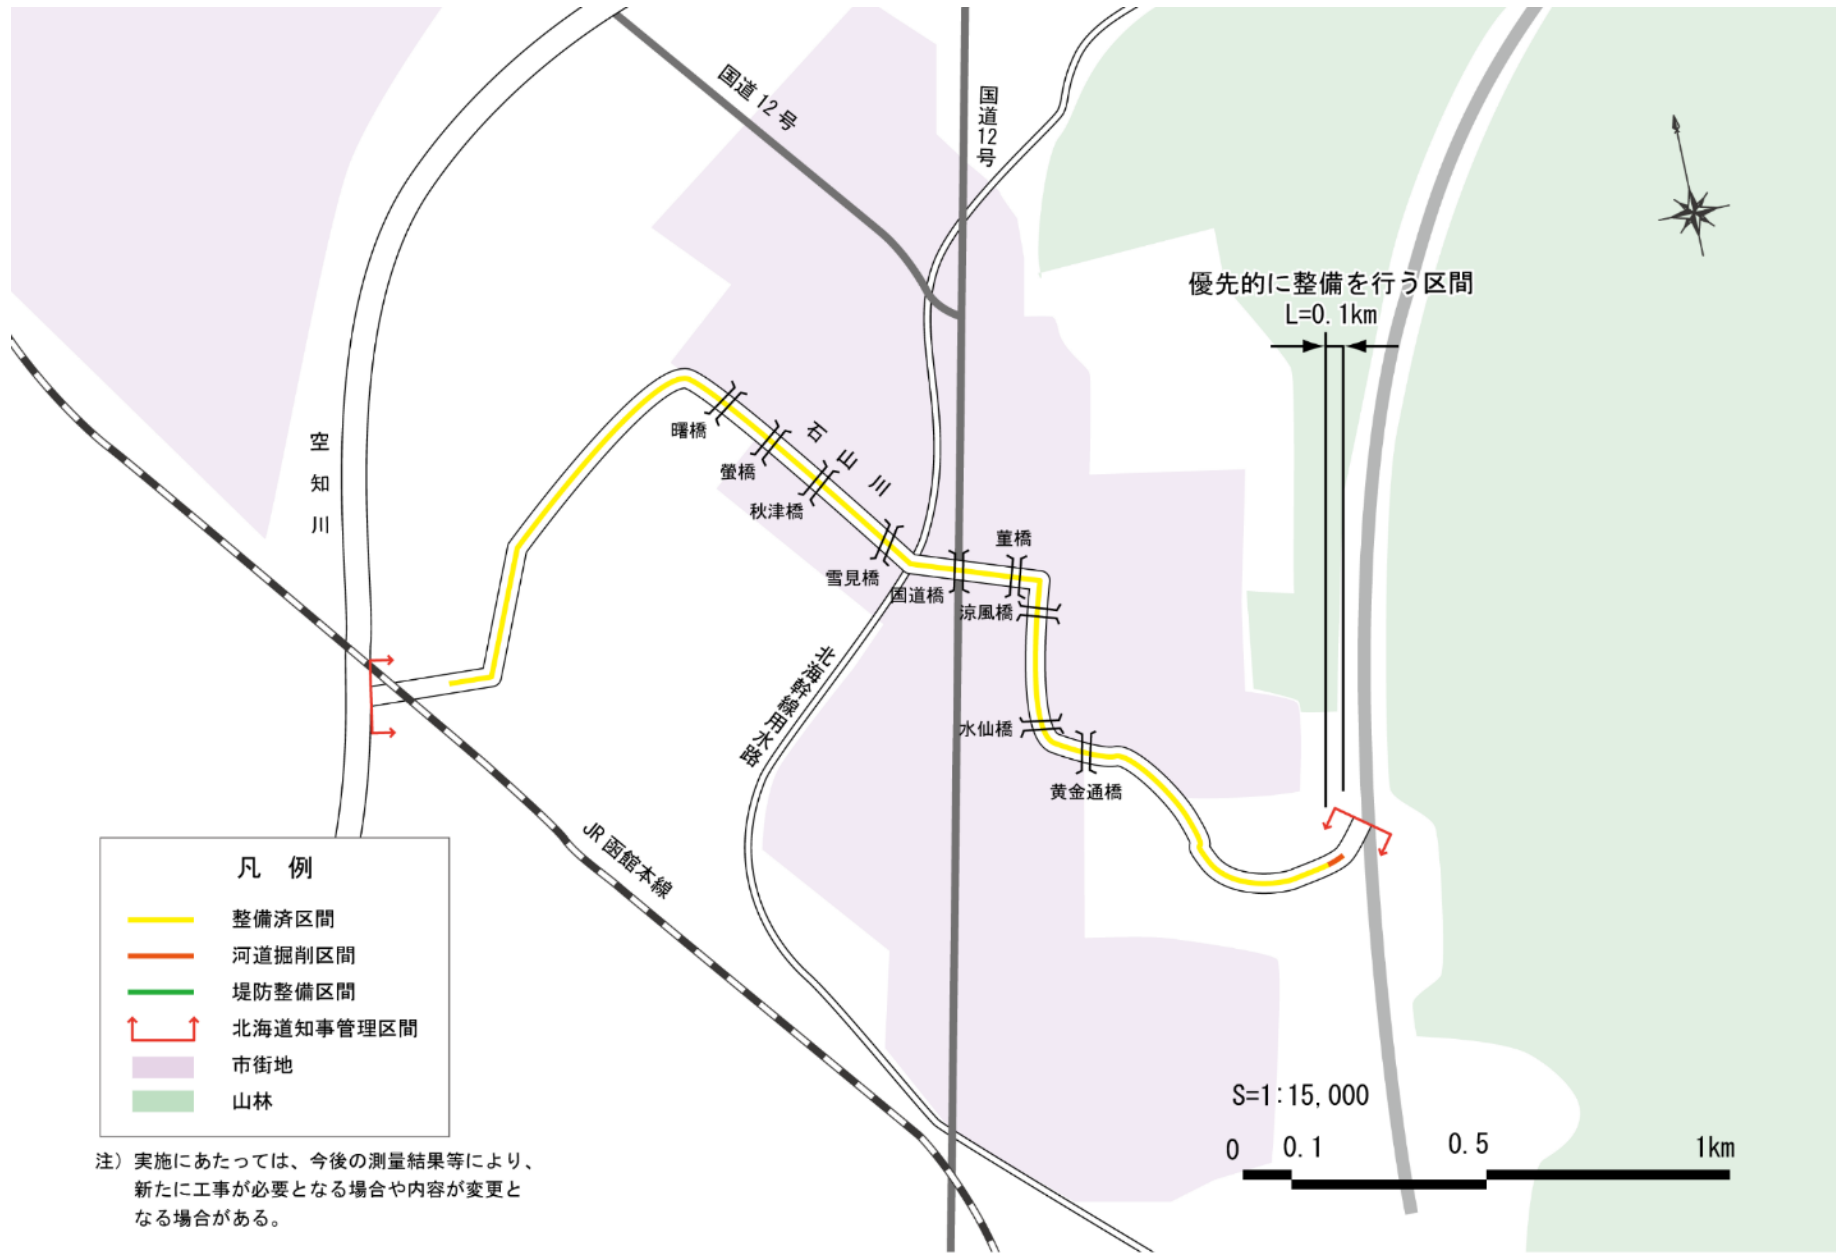 国道12号
国道12号
優先的に整備を行う区間
L=0.1km
空知川
曙橋
螢橋
秋津橋
石山川
雪見橋
国道橋
菫橋
涼風橋
水仙橋
黄金通橋
北海幹線用水路
JR函館本線
凡 例
整備済区間
河道掘削区間
堤防整備区間
北海道知事管理区間
市街地
山林
注）実施にあたっては、今後の測量結果等により、
新たに工事が必要となる場合や内容が変更と
なる場合がある。
S=1:15,000
0 0.1 0.5 1km